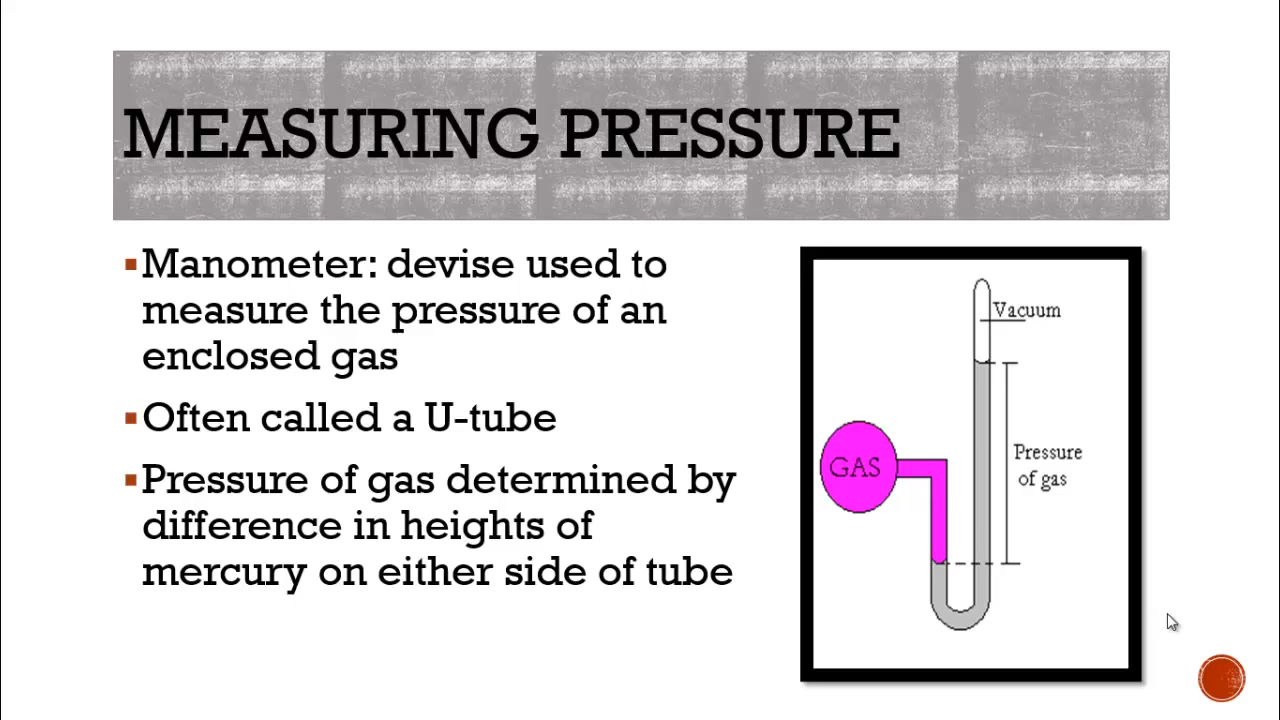 MEASURING PRESSURE
▪Manometer: devise used to
measure the pressure of an
enclosed gas
▪Often called a U-tube
▪Pressure of gas determined by
difference in heights of
mercury on either side of tube
Vacuum
GAS
Pressure
of gas